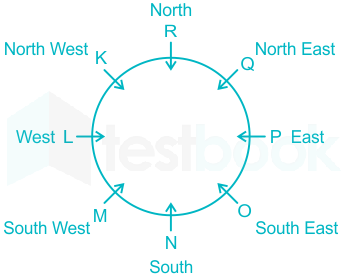 North
R
North West K
Q North East
West L
testbook
P East
South West M
O South East
N
South